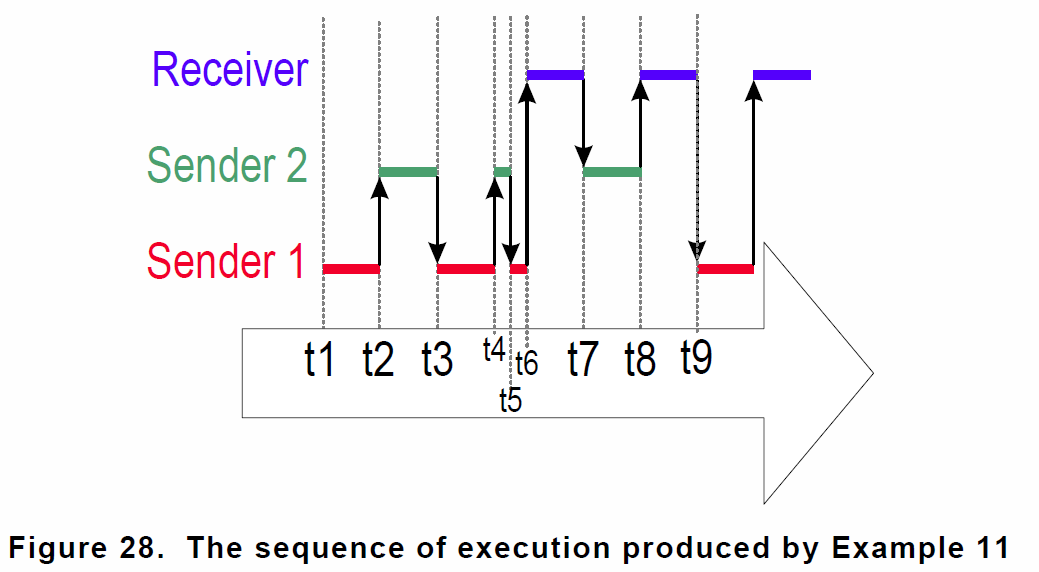 Receiver
Sender 2
Sender 1
t1 t2 t3 t4 t5 t6 t7 t8 t9
Figure 28. The sequence of execution produced by Example 11